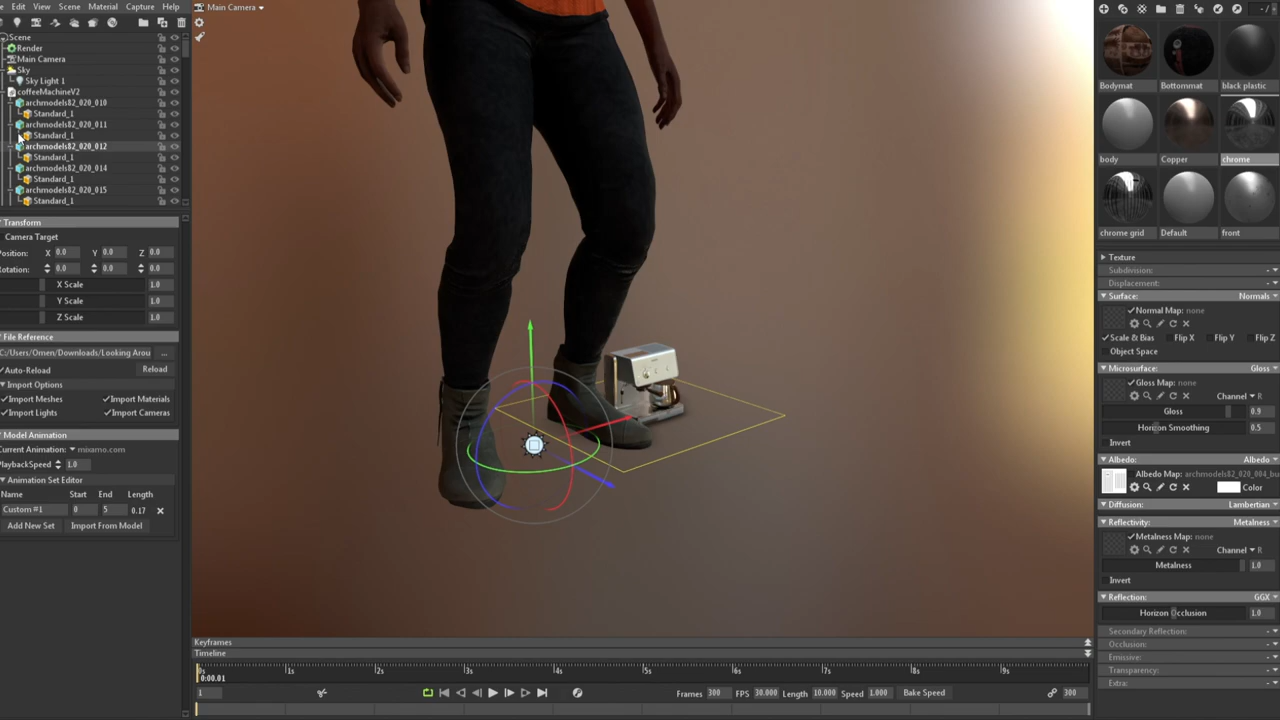 Edit View Scene Material Capture Help
Main Camera
Scene
Render
Main Camera
Sky
Sky Light 1
coffeeMachineV2
archmodels82_020_010
Standard_1
archmodels82_020_011
Standard_1
archmodels82_020_012
Standard_1
archmodels82_020_014
Standard_1
archmodels82_020_015
Standard_1
Transform
Camera Target
Position: X 0.0 Y 0.0 Z 0.0
Rotation: 0.0 0.0 0.0
X Scale 1.0
Y Scale 1.0
Z Scale 1.0
File Reference
C:/Users/Omen/Downloads/Looking Arou ...
Auto-Reload Reload
Import Options
Import Meshes Import Materials
Import Lights Import Cameras
Model Animation
Current Animation: mixamo.com
PlaybackSpeed 1.0
Animation Set Editor
Name Start End Length
Custom #1 0 5 0.17
Add New Set Import From Model
Keyframes
Timeline
1s 2s 3s 4s 5s 6s 7s 8s 9s
0:00.01
1 Frames 300 FPS 30.000 Length 10.000 Speed 1.000 Bake Speed 300
Bodymat Bottommat black plastic
body Copper chrome
chrome grid Default front
Texture
Subdivision:
Displacement:
Surface: Normals
Normal Map: none
Scale & Bias Flip X Flip Y Flip Z
Object Space
Microsurface: Gloss
Gloss Map: none
Channel R
Gloss 0.9
Horizon Smoothing 0.5
Invert
Albedo: Albedo
Albedo Map: archmodels82_020_004_bu
Color
Diffusion: Lambertian
Reflectivity: Metalness
Metalness Map: none
Channel R
Metalness 1.0
Invert
Reflection: GGX
Horizon Occlusion 1.0
Secondary Reflection:
Occlusion:
Emissive:
Transparency:
Extra: